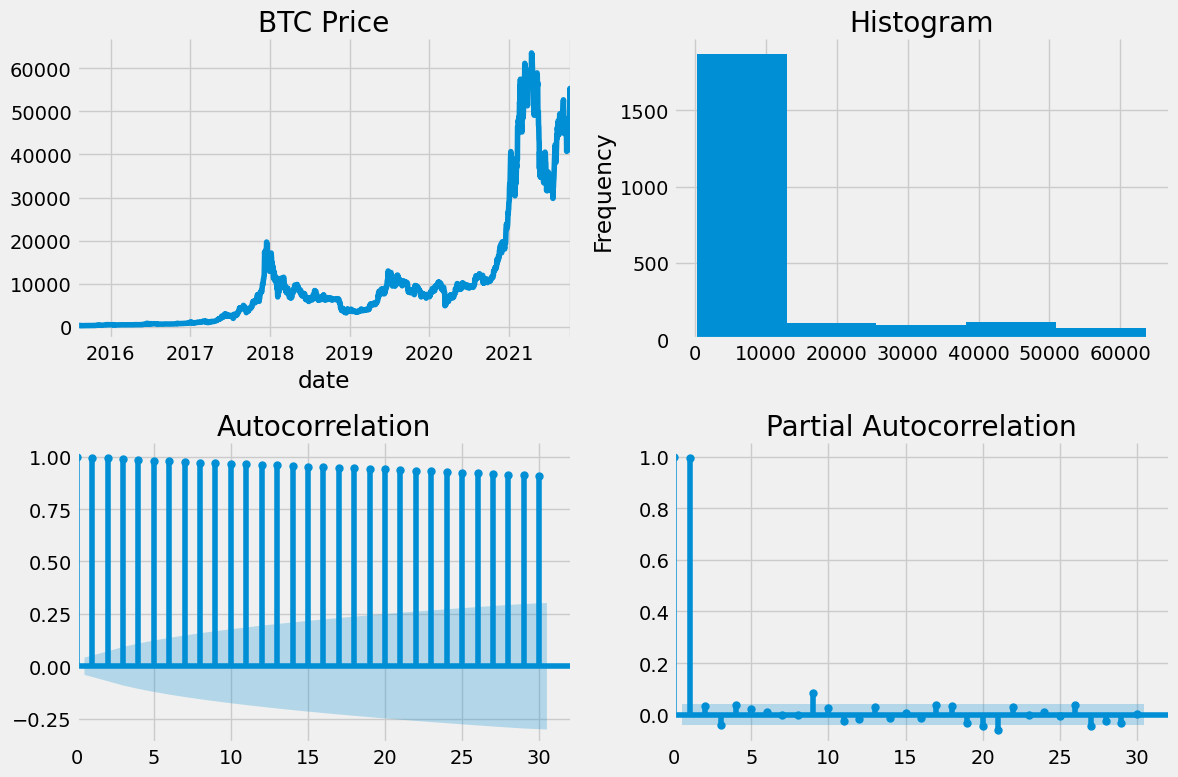 BTC Price
60000
50000
40000
30000
20000
10000
0
2016 2017 2018 2019 2020 2021
date
Histogram
Frequency
1500
1000
500
0
0 10000 20000 30000 40000 50000 60000
Autocorrelation
1.00
0.75
0.50
0.25
0.00
−0.25
0 5 10 15 20 25 30
Partial Autocorrelation
1.0
0.8
0.6
0.4
0.2
0.0
0 5 10 15 20 25 30